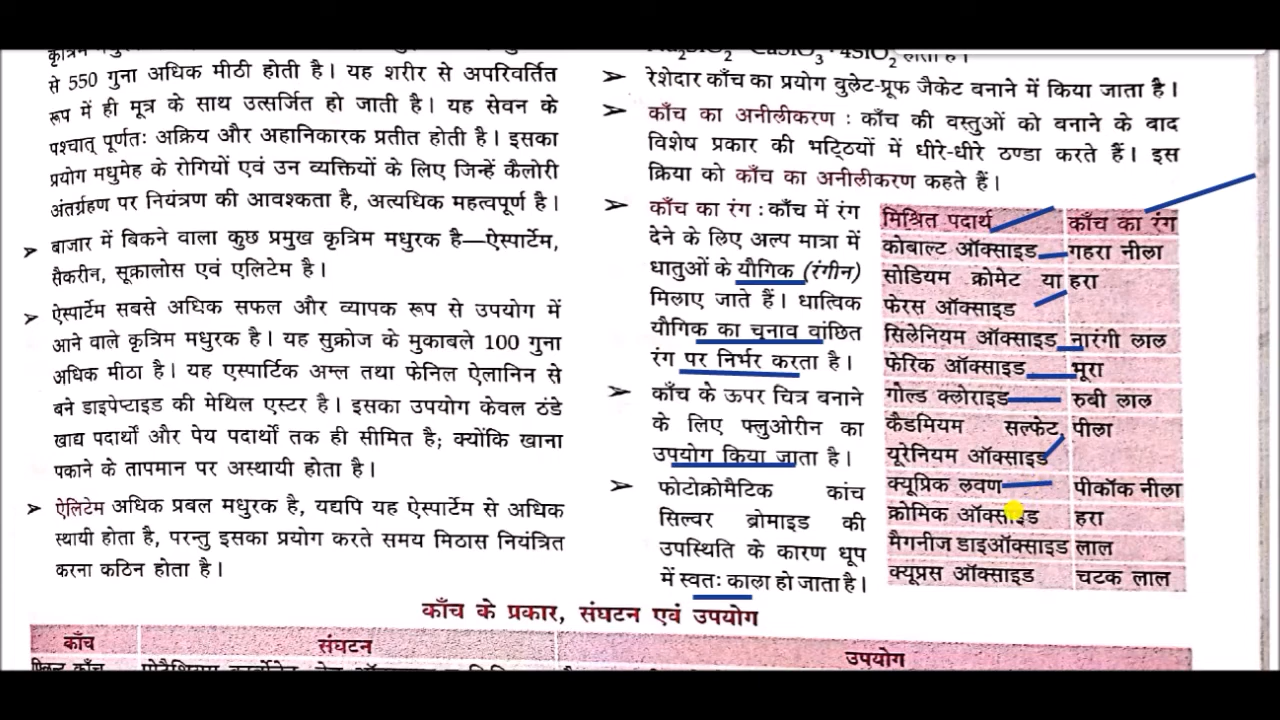 से 550 गुना अधिक मीठी होती है। यह शरीर से अपरिवर्तित
रूप में ही मूत्र के साथ उत्सर्जित हो जाती है। यह सेवन के
पश्चात् पूर्णतः अक्रिय और अहानिकारक प्रतीत होती है। इसका
प्रयोग मधुमेह के रोगियों एवं उन व्यक्तियों के लिए जिन्हें कैलोरी
अंतर्ग्रहण पर नियंत्रण की आवश्कता है, अत्यधिक महत्वपूर्ण है।
➢ बाजार में बिकने वाला कुछ प्रमुख कृत्रिम मधुरक है—ऐस्पार्टेम,
सैकरीन, सूक्रालोस एवं एलिटेम है।
➢ ऐस्पार्टेम सबसे अधिक सफल और व्यापक रूप से उपयोग में
आने वाले कृत्रिम मधुरक है। यह सुक्रोज के मुकाबले 100 गुना
अधिक मीठा है। यह एस्पार्टिक अम्ल तथा फेनिल ऐलानिन से
बने डाइपेप्टाइड की मेथिल एस्टर है। इसका उपयोग केवल ठंडे
खाद्य पदार्थों और पेय पदार्थों तक ही सीमित है; क्योंकि खाना
पकाने के तापमान पर अस्थायी होता है।
➢ ऐलिटेम अधिक प्रबल मधुरक है, यद्यपि यह ऐस्पार्टेम से अधिक
स्थायी होता है, परन्तु इसका प्रयोग करते समय मिठास नियंत्रित
करना कठिन होता है।
➢ रेशेदार काँच का प्रयोग वुलेट-प्रूफ जैकेट बनाने में किया जाता है।
➢ काँच का अनीलीकरण : काँच की वस्तुओं को बनाने के बाद
विशेष प्रकार की भट्ठियों में धीरे-धीरे ठण्डा करते हैं। इस
क्रिया को काँच का अनीलीकरण कहते हैं।
➢ काँच का रंग : काँच में रंग
देने के लिए अल्प मात्रा में
धातुओं के यौगिक (रंगीन)
मिलाए जाते हैं। धात्विक
यौगिक का चूनाव वांछित
रंग पर निर्भर करता है।
➢ काँच के ऊपर चित्र बनाने
के लिए फ्लुओरीन का
उपयोग किया जाता है।
➢ फोटोक्रोमैटिक कांच
सिल्वर ब्रोमाइड की
उपस्थिति के कारण धूप
में स्वतः काला हो जाता है।
मिश्रित पदार्थ काँच का रंग
कोबाल्ट ऑक्साइड गहरा नीला
सोडियम क्रोमेट या हरा
फेरस ऑक्साइड
सिलेनियम ऑक्साइड नारंगी लाल
फेरिक ऑक्साइड भूरा
गोल्ड क्लोराइड रुबी लाल
कैडमियम सल्फेट, पीला
यूरेनियम ऑक्साइड
क्यूप्रिक लवण पीकॉक नीला
क्रोमिक ऑक्साइड हरा
मैगनीज डाइऑक्साइड लाल
क्यूप्रस ऑक्साइड चटक लाल
काँच के प्रकार, संघटन एवं उपयोग
काँच संघटन उपयोग